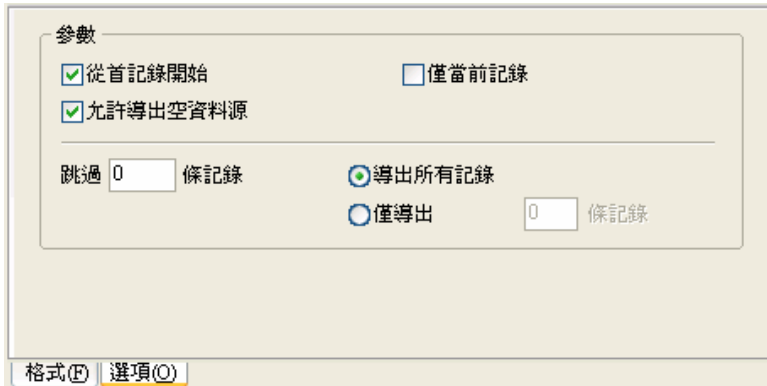 參數
從首記錄開始 僅當前記錄
允許導出空資料源
跳過 0 條記錄 導出所有記錄
僅導出 0 條記錄
格式(F) 選項(O)